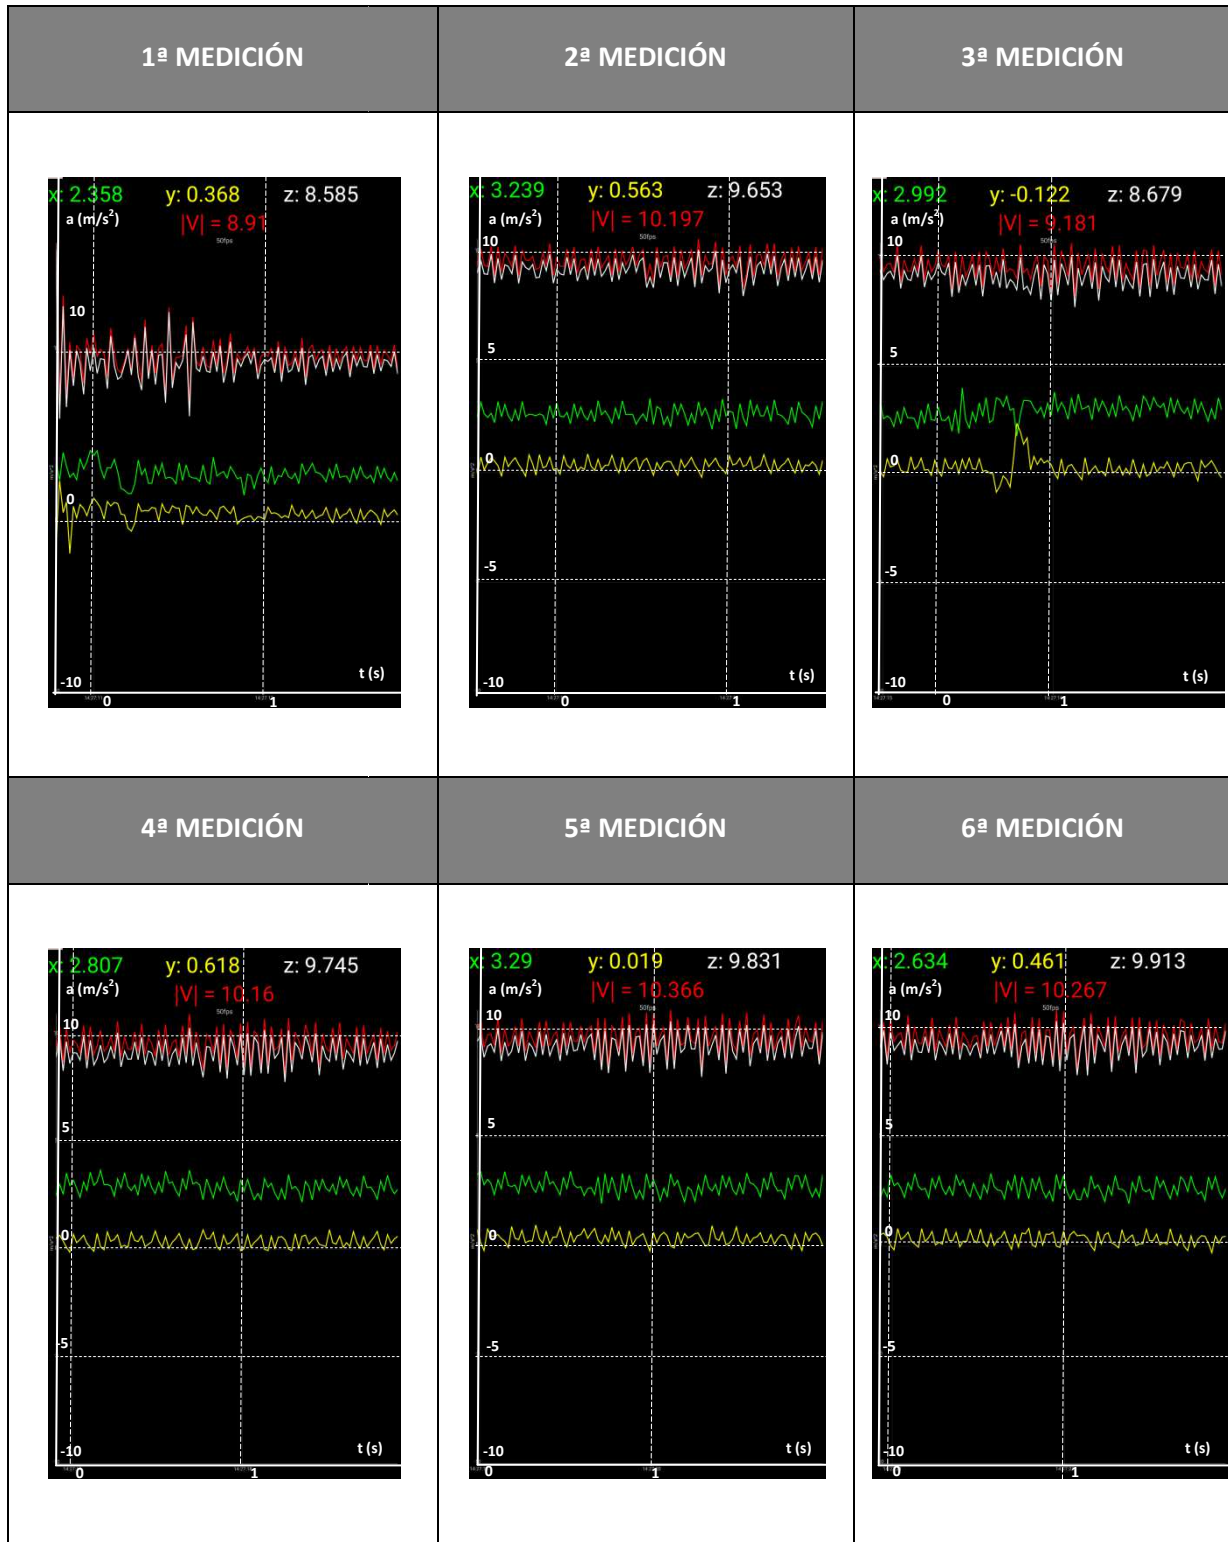 1ª MEDICIÓN
2ª MEDICIÓN
3ª MEDICIÓN
x: 2.358 y: 0.368 z: 8.585
a (m/s²) |V| = 8.91
50fps
10
0
-10
t (s)
0 1
x: 3.239 y: 0.563 z: 9.653
a (m/s²) |V| = 10.197
50fps
10
5
0
-5
-10
t (s)
0 1
x: 2.992 y: -0.122 z: 8.679
a (m/s²) |V| = 9.181
10
5
0
-5
-10
t (s)
0 1
4ª MEDICIÓN
5ª MEDICIÓN
6ª MEDICIÓN
x: 2.807 y: 0.618 z: 9.745
a (m/s²) |V| = 10.16
50fps
10
5
0
-5
-10
t (s)
0 1
x: 3.29 y: 0.019 z: 9.831
a (m/s²) |V| = 10.366
50fps
10
5
0
-5
-10
t (s)
0 1
x: 2.634 y: 0.461 z: 9.913
a (m/s²) |V| = 10.267
50fps
10
5
0
-5
-10
t (s)
0 1